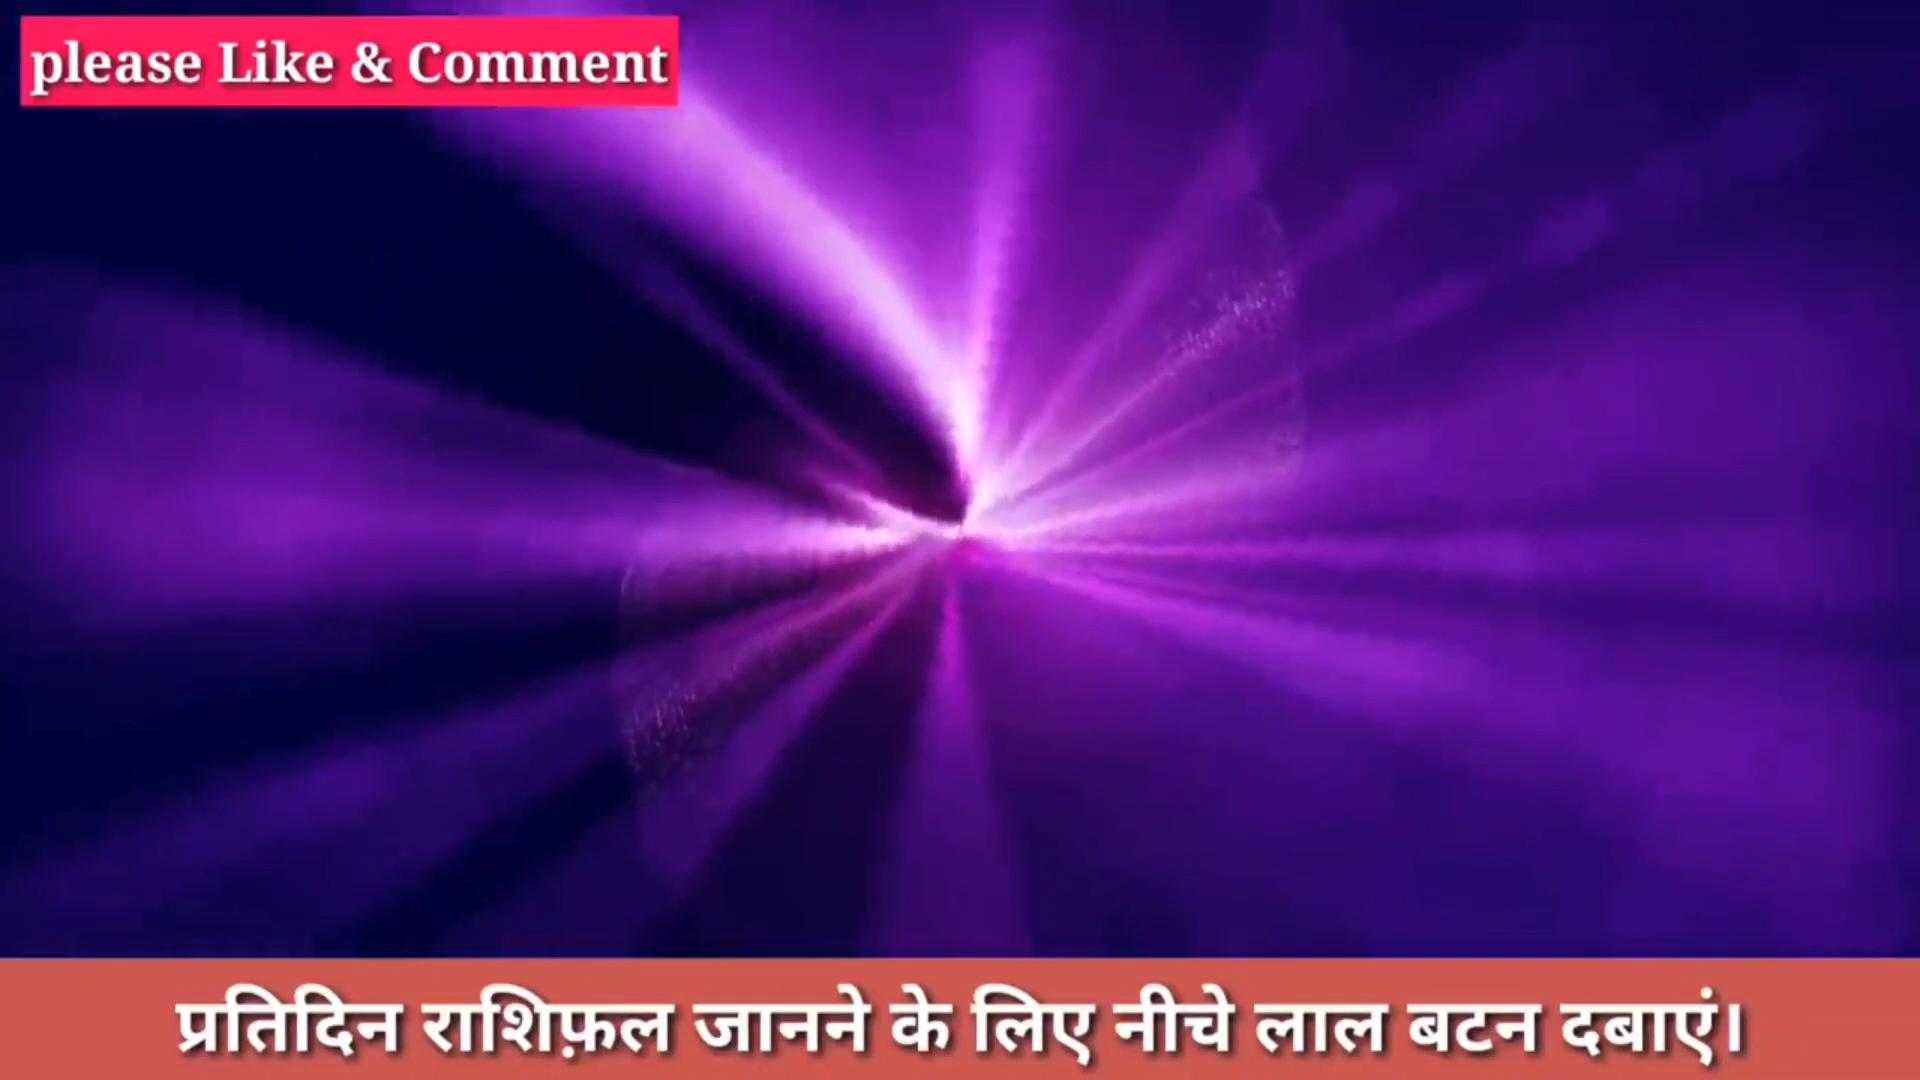 please Like & Comment
प्रतिदिन राशिफ़ल जानने के लिए नीचे लाल बटन दबाएं।